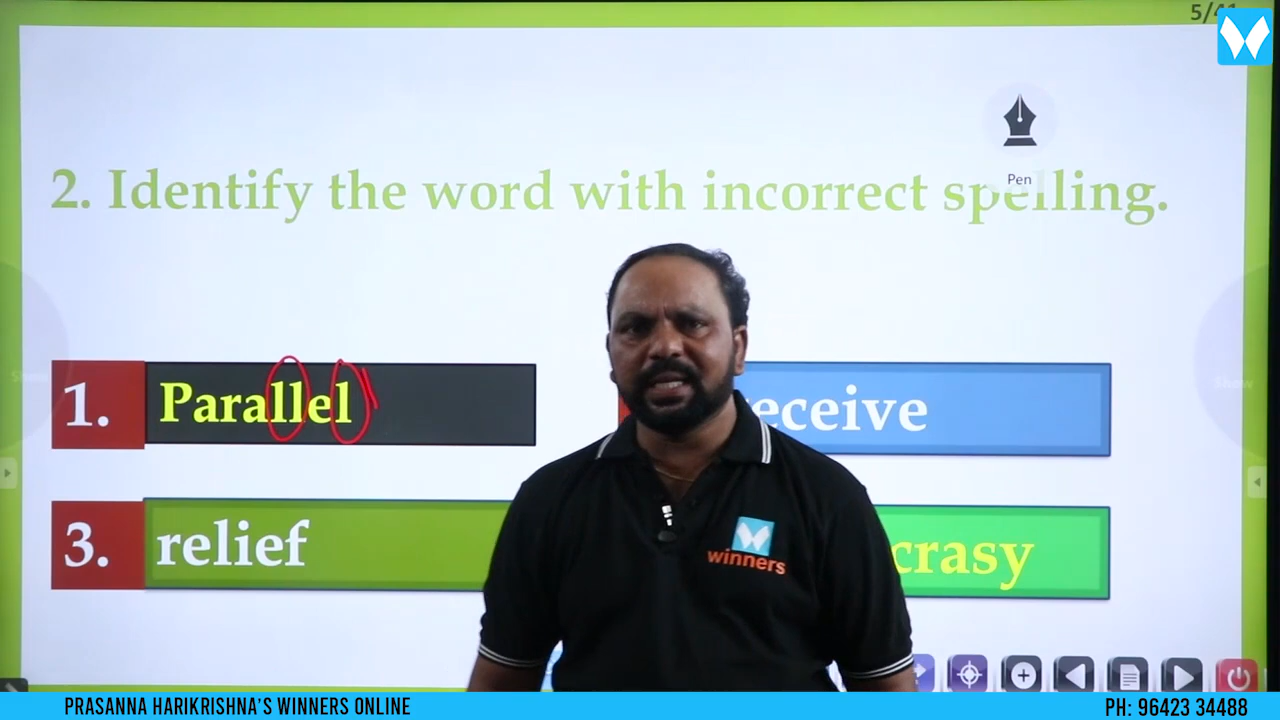 5/41
Pen
2. Identify the word with incorrect spelling.
1. Parallel
receive
3. relief
crasy
winners
PRASANNA HARIKRISHNA'S WINNERS ONLINE
PH: 96423 34488